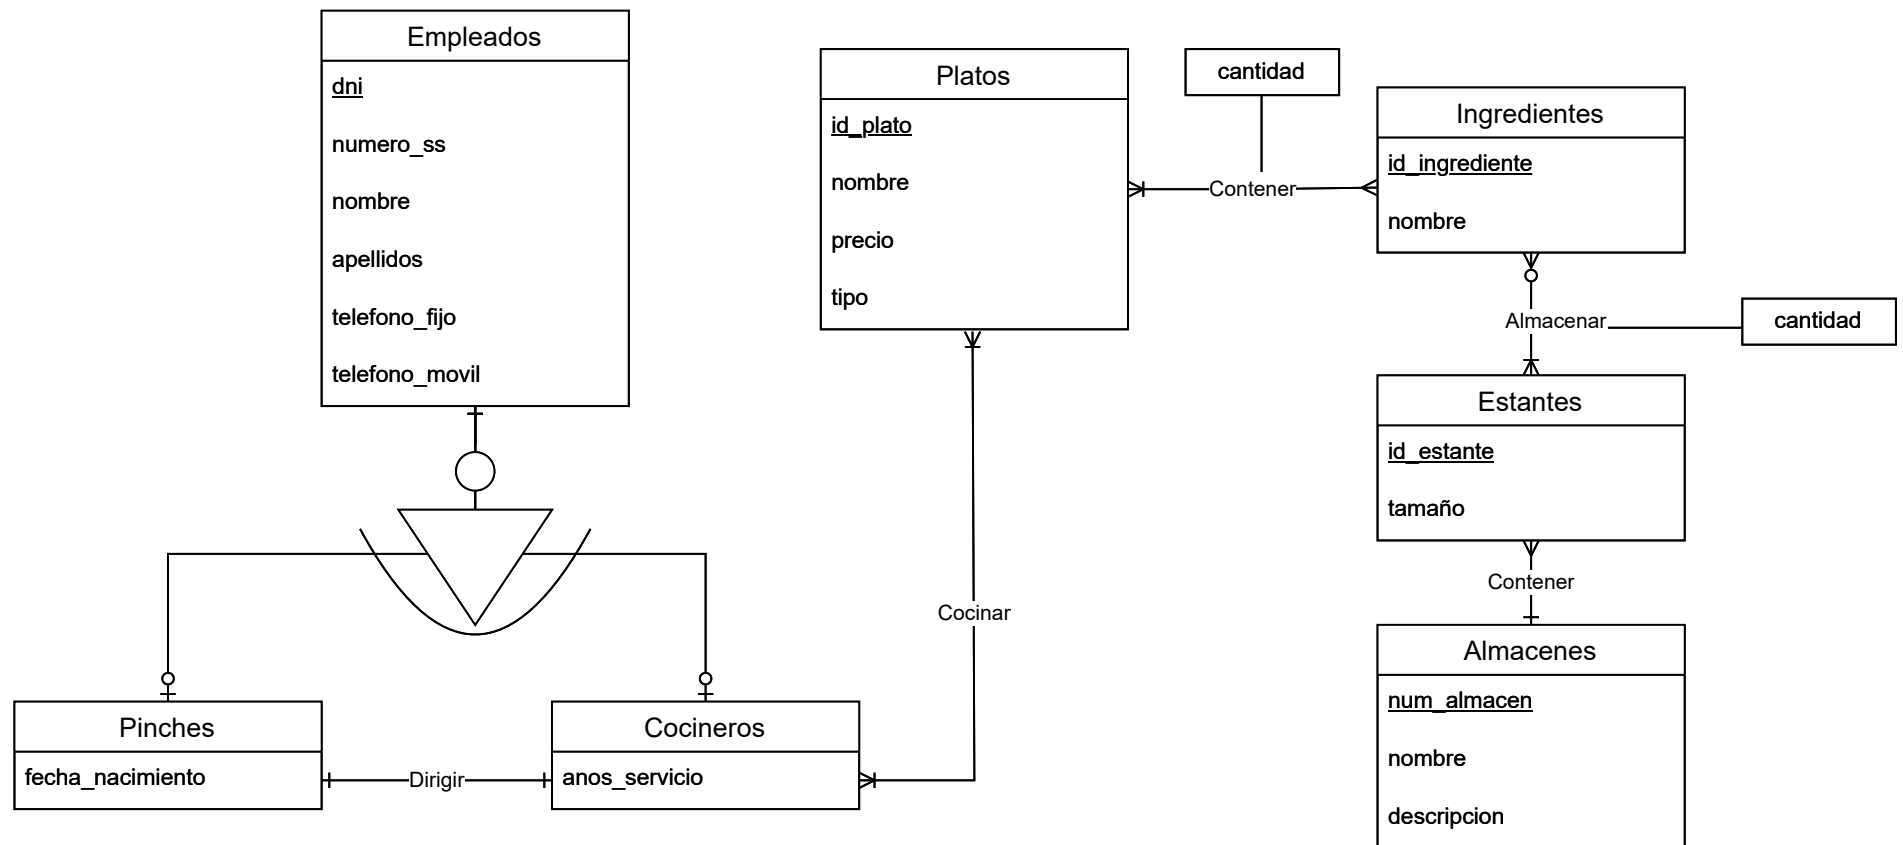 Empleados
dni
numero_ss
nombre
apellidos
telefono_fijo
telefono_movil
Platos
id_plato
nombre
precio
tipo
cantidad
Contener
Ingredientes
id_ingrediente
nombre
Almacenar
cantidad
Estantes
id_estante
tamaño
Contener
Almacenes
num_almacen
nombre
descripcion
Cocinar
Pinches
fecha_nacimiento
Dirigir
Cocineros
anos_servicio